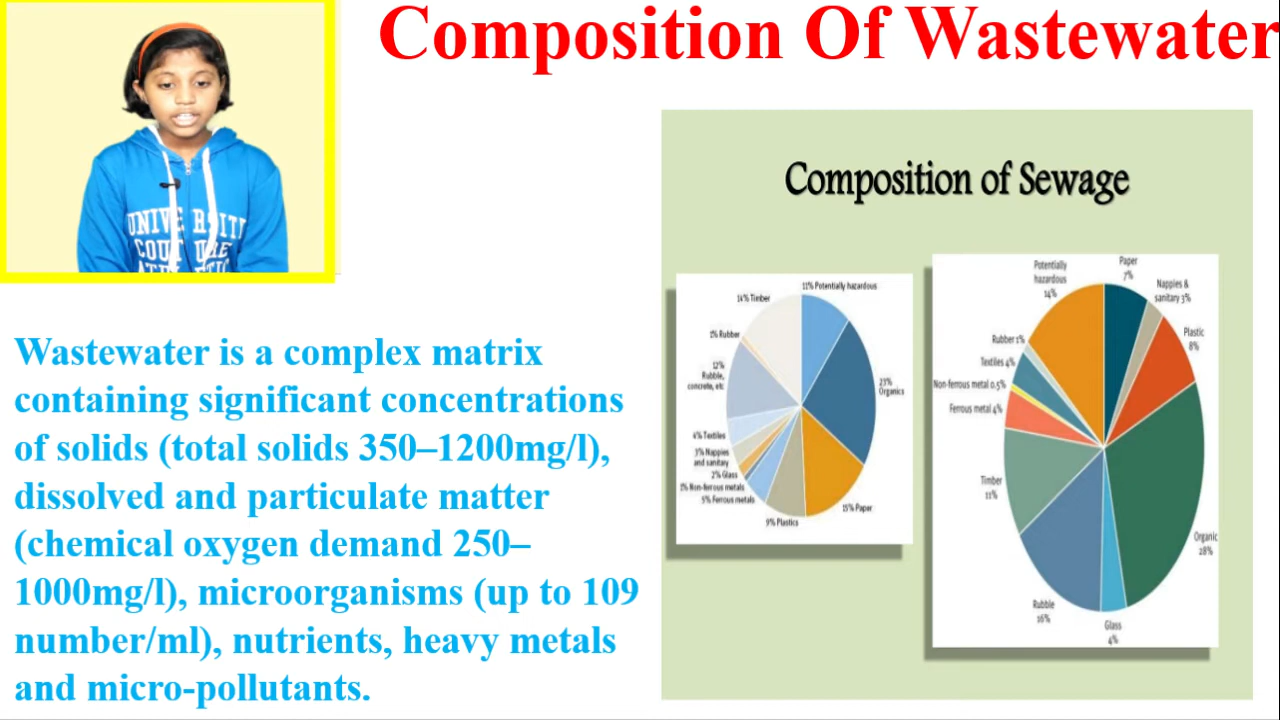 Composition Of Wastewater
UNIVERSITY
Wastewater is a complex matrix
containing significant concentrations
of solids (total solids 350–1200mg/l),
dissolved and particulate matter
(chemical oxygen demand 250–
1000mg/l), microorganisms (up to 109
number/ml), nutrients, heavy metals
and micro-pollutants.
Composition of Sewage
11% Potentially hazardous
23%
Organics
15% Paper
9% Plastics
5% Ferrous metals
1% Non-ferrous metals
2% Glass
3% Nappies
and sanitary
4% Textiles
12%
Rubble,
concrete, etc
1% Rubber
14% Timber
Paper
7%
Nappies &
sanitary 3%
Plastic
8%
Organic
28%
Glass
4%
Rubble
16%
Timber
11%
Ferrous metal 4%
Non-ferrous metal 0.5%
Textiles 4%
Rubber 1%
Potentially
hazardous
14%